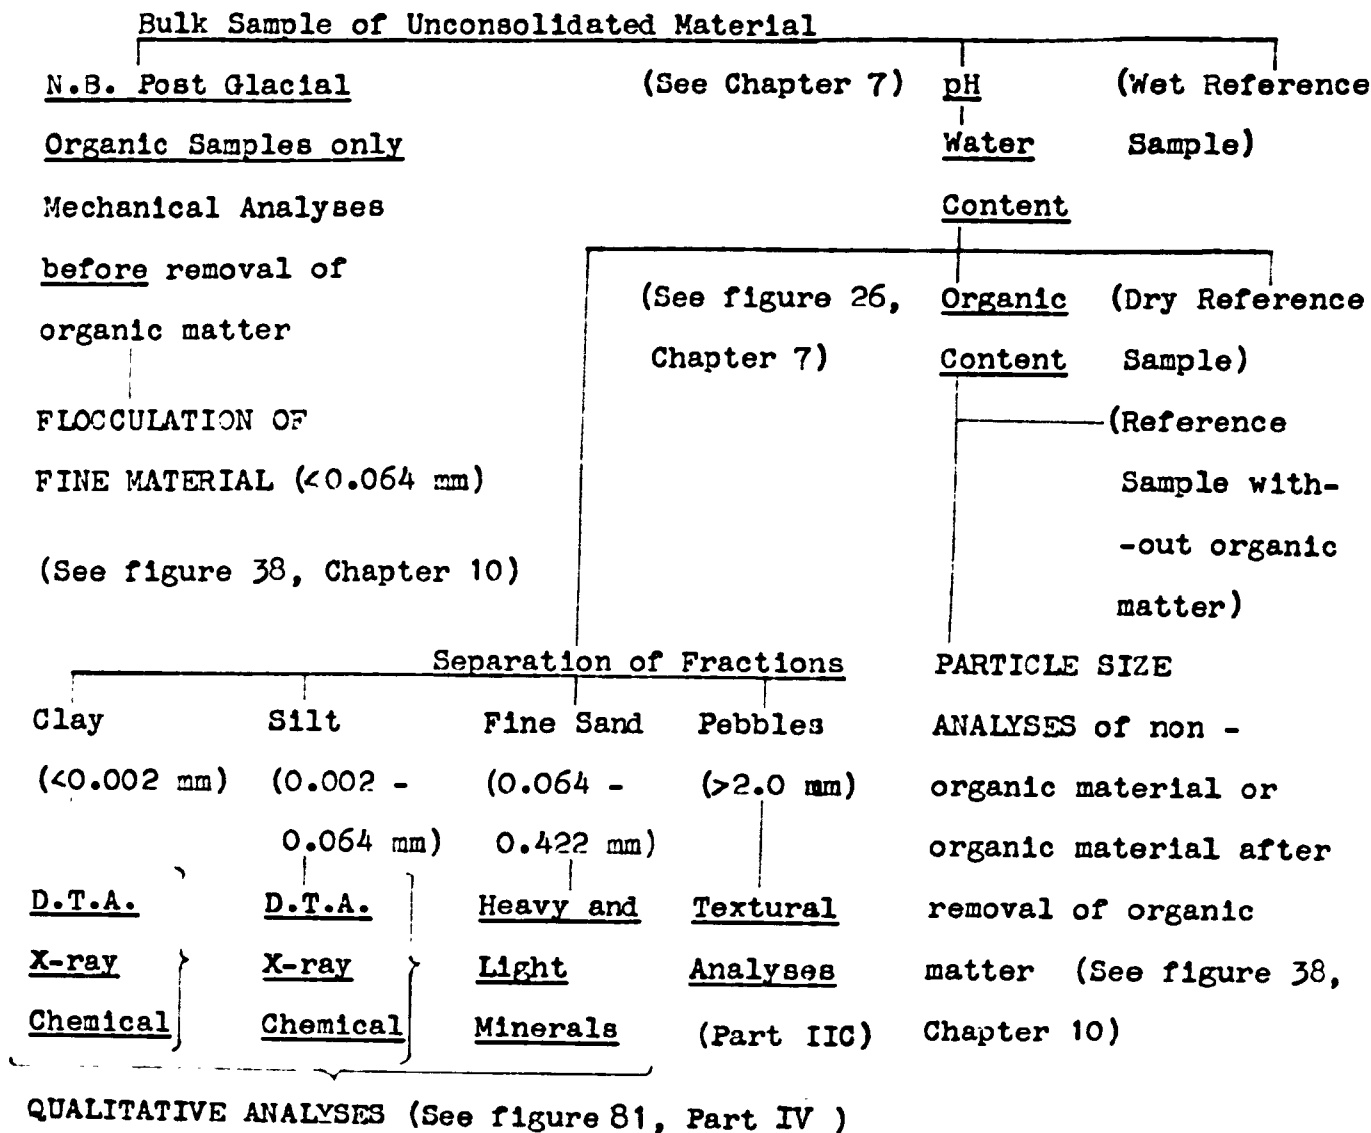 Bulk Sample of Unconsolidated Material
N.B. Post Glacial
Organic Samples only
Mechanical Analyses
before removal of
organic matter
FLOCCULATION OF
FINE MATERIAL (<0.064 mm)
(See figure 38, Chapter 10)
(See Chapter 7)
pH
Water
Content
(Wet Reference
Sample)
(See figure 26,
Chapter 7)
Organic
Content
(Dry Reference
Sample)
(Reference
Sample with-
-out organic
matter)
Separation of Fractions
Clay
(<0.002 mm)
D.T.A.
X-ray
Chemical
Silt
(0.002 -
0.064 mm)
D.T.A.
X-ray
Chemical
Fine Sand
(0.064 -
0.422 mm)
Heavy and
Light
Minerals
Pebbles
(>2.0 mm)
Textural
Analyses
(Part IIC)
PARTICLE SIZE
ANALYSES of non -
organic material or
organic material after
removal of organic
matter (See figure 38,
Chapter 10)
QUALITATIVE ANALYSES (See figure 81, Part IV )